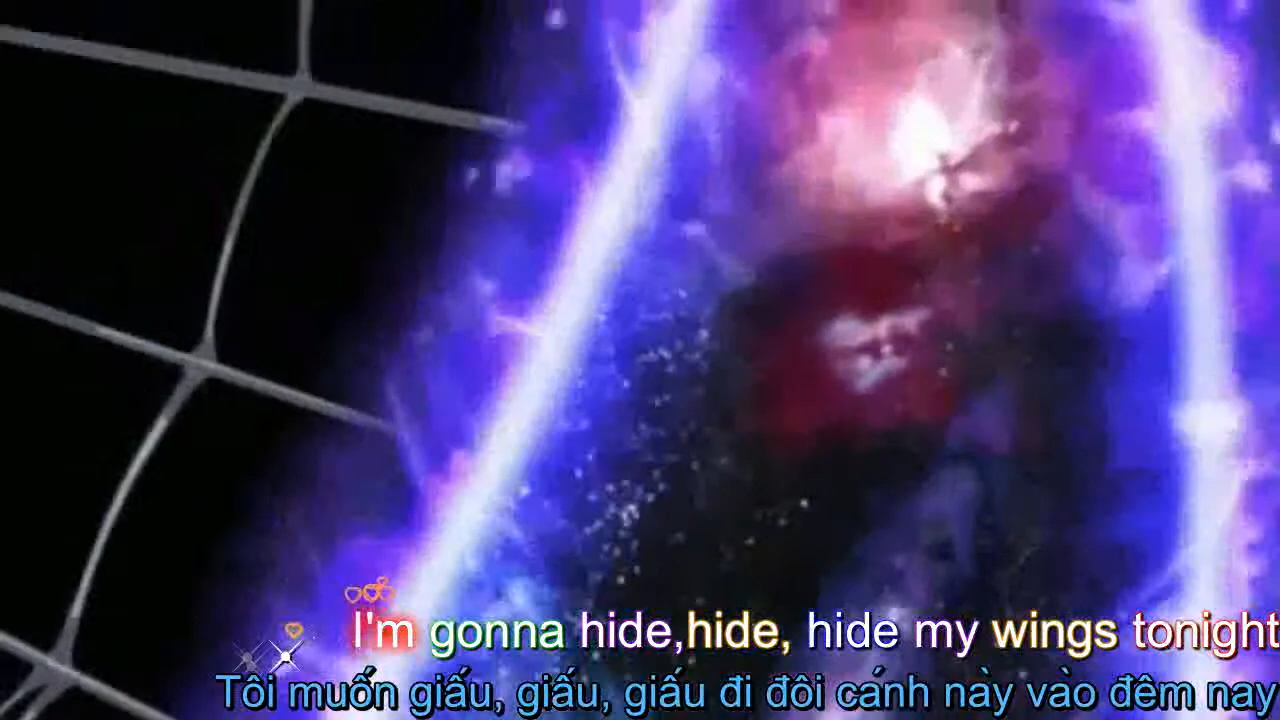 I'm gonna hide,hide, hide my wings tonight
Tôi muốn giấu, giấu, giấu đi đôi cánh này vào đêm nay